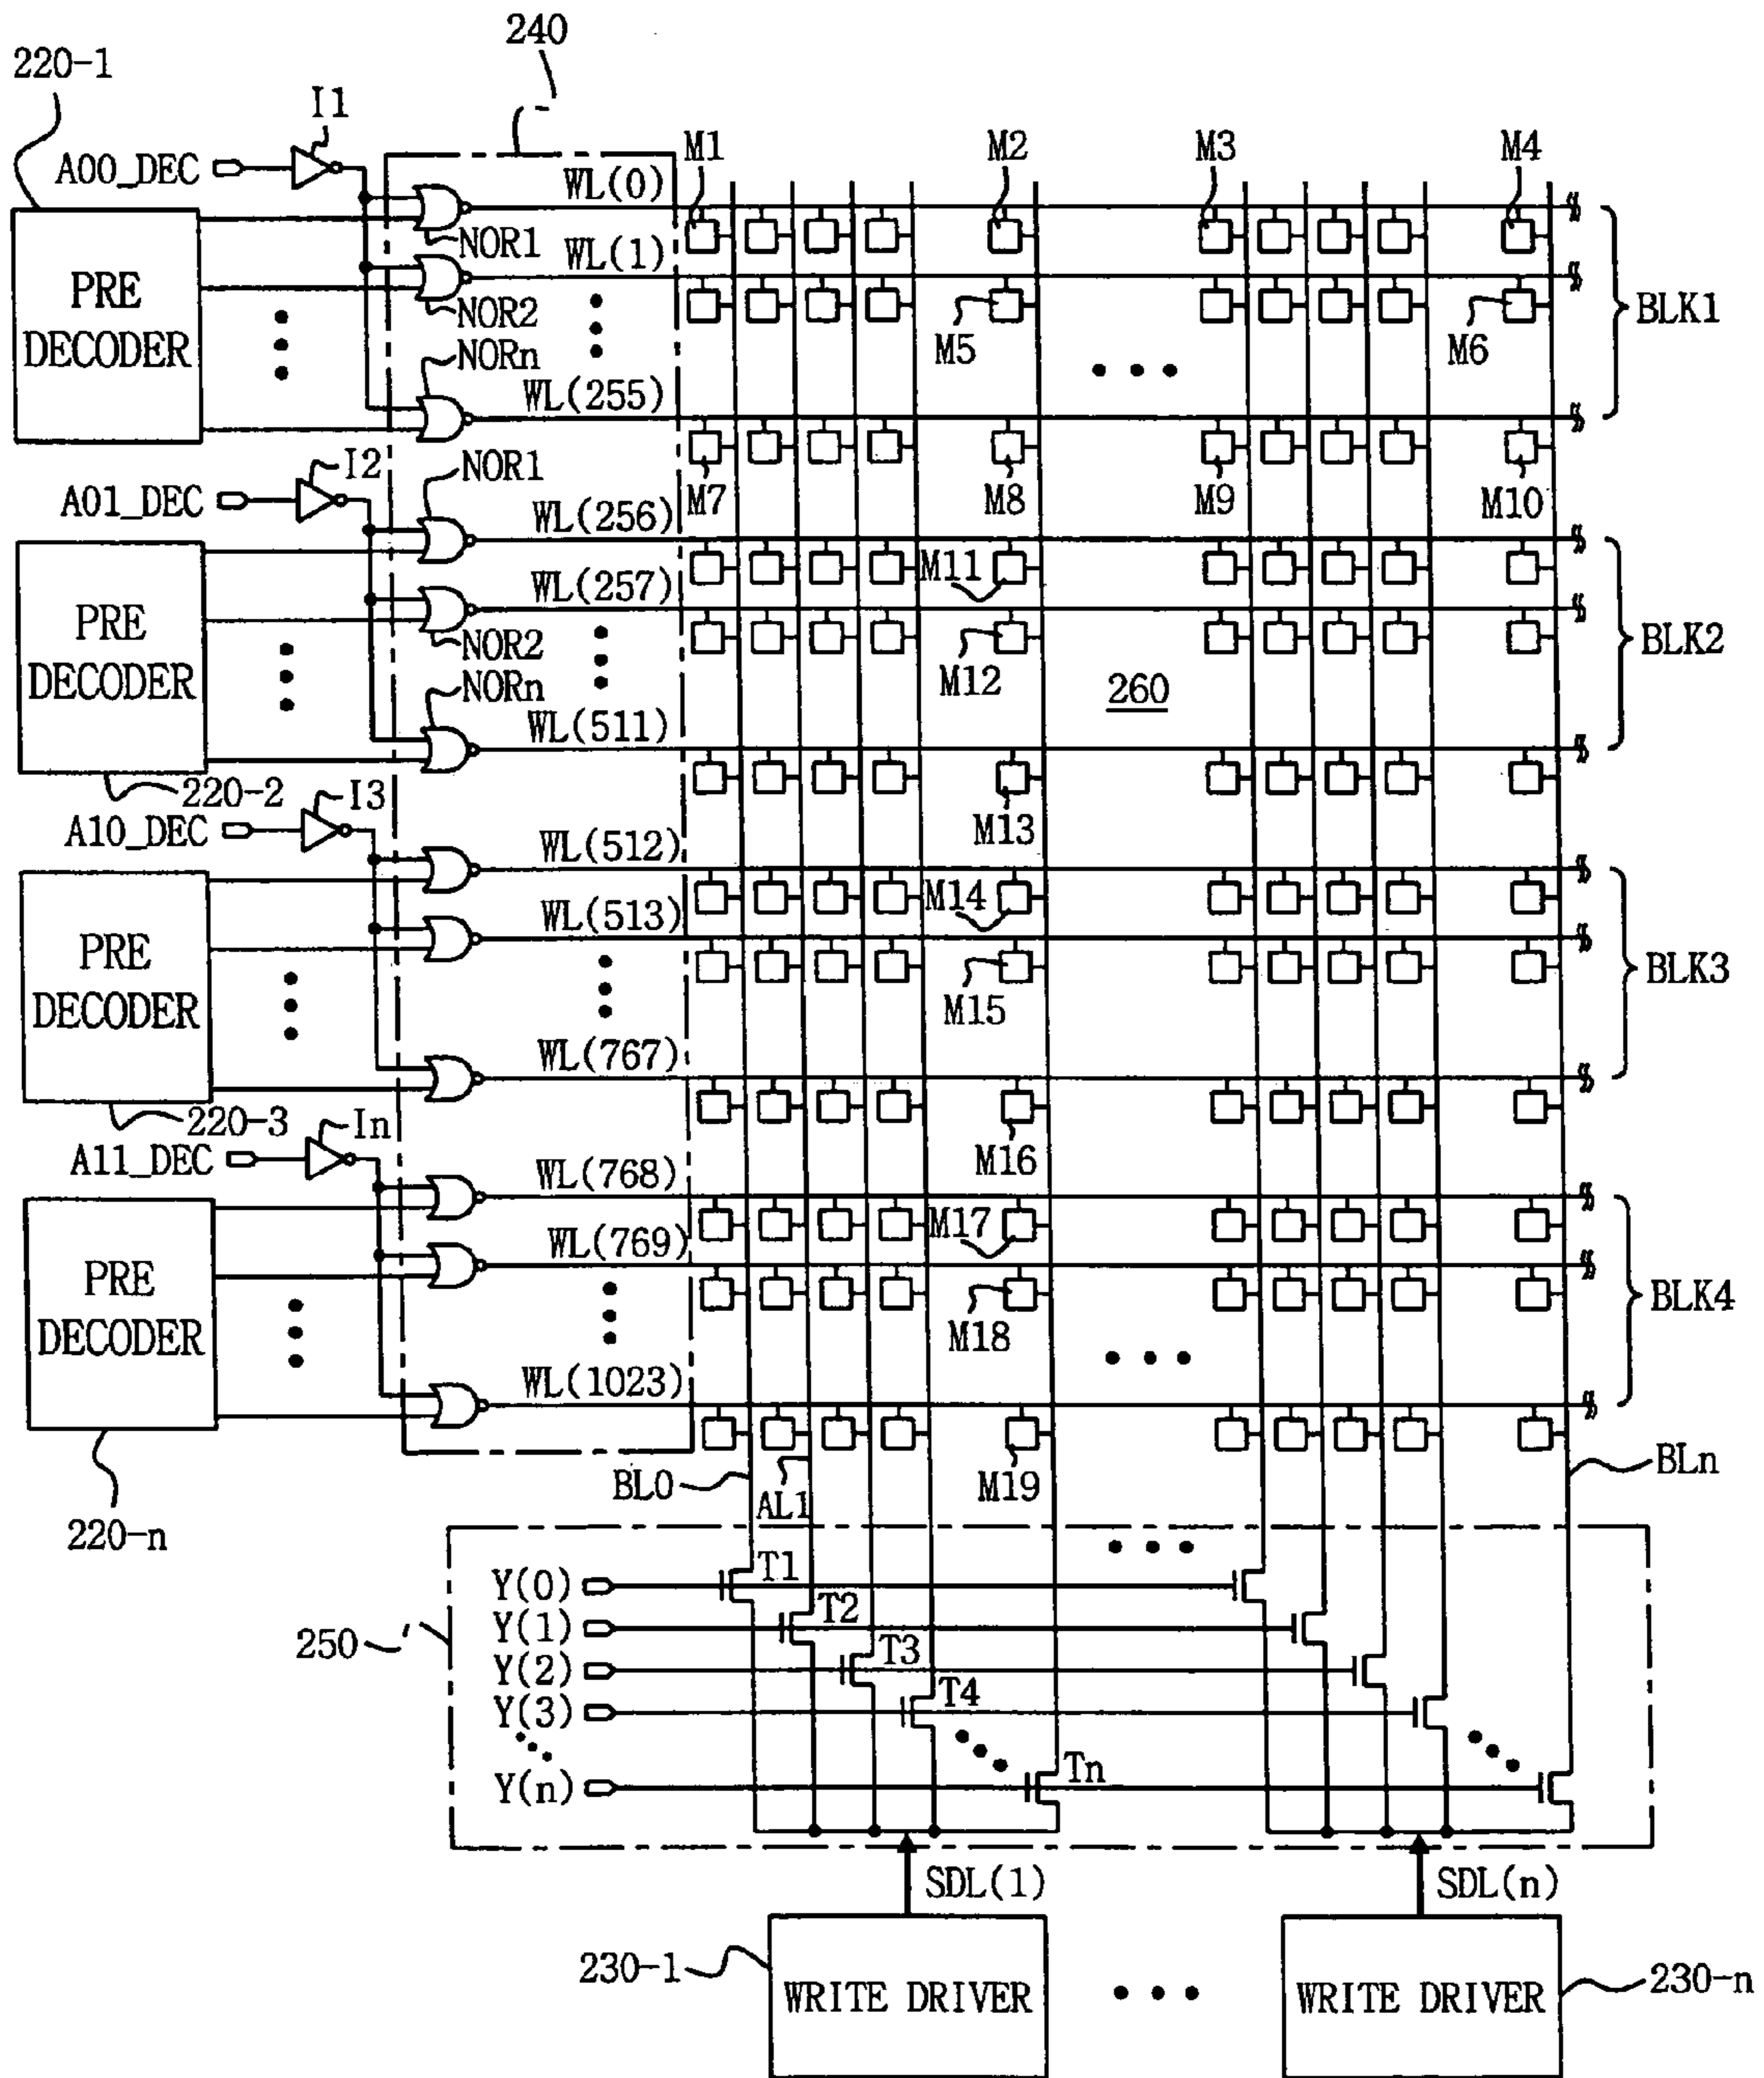 240
220-1
I1
M1 M2 M3 M4
A00_DEC
WL(0)
NOR1
WL(1)
PRE
DECODER
NOR2
BLK1
M5 M6
NORn
WL(255)
I2
NOR1
M7 M8 M9 M10
A01_DEC
WL(256)
M11
WL(257)
PRE
DECODER
NOR2
BLK2
M12
260
NORn
WL(511)
220-2
I3
A10_DEC
M13
WL(512)
M14
WL(513)
PRE
DECODER
BLK3
M15
WL(767)
220-3
In
A11_DEC
M16
WL(768)
M17
WL(769)
PRE
DECODER
BLK4
M18
WL(1023)
BL0
AL1
M19
BLn
220-n
Y(0) T1
Y(1) T2
250
Y(2) T3
Y(3) T4
Y(n) Tn
SDL(1) SDL(n)
230-1
WRITE DRIVER
WRITE DRIVER
230-n